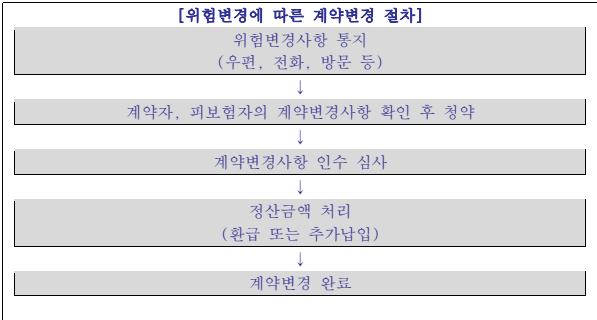 [위험변경에 따른 계약변경 절차]
위험변경사항 통지
(우편, 전화, 방문 등)
↓
계약자, 피보험자의 계약변경사항 확인 후 청약
↓
계약변경사항 인수 심사
↓
정산금액 처리
(환급 또는 추가납입)
↓
계약변경 완료